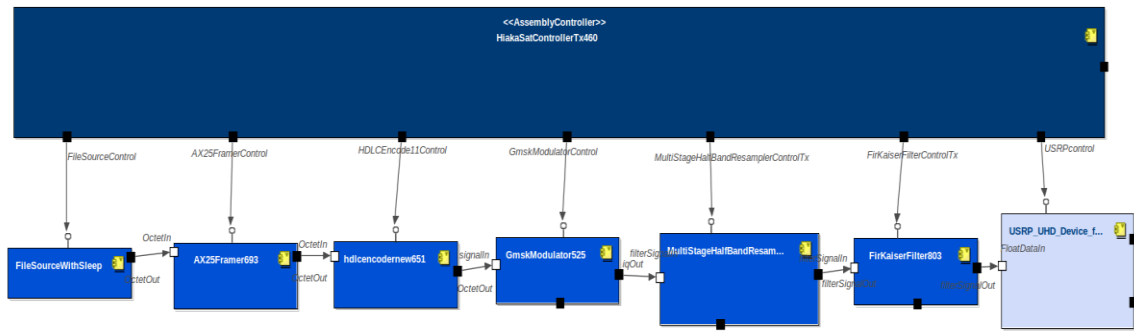 <<AssemblyController>>
HiakaSatControllerTx460
FileSourceControl
AX25FramerControl
HDLCEncode11Control
GmskModulatorControl
MultiStageHalfBandResamplerControlTx
FirKaiserFilterControlTx
USRPcontrol
OctetIn
OctetIn
signalIn
filterSignalIn
SignalIn
FloatDataIn
FileSourceWithSleep
AX25Framer693
hdlcencodernew651
GmskModulator525
MultiStageHalfBandResam...
FirKaiserFilter803
USRP_UHD_Device_f...
OctetOut
OctetOut
OctetOut
iqOut